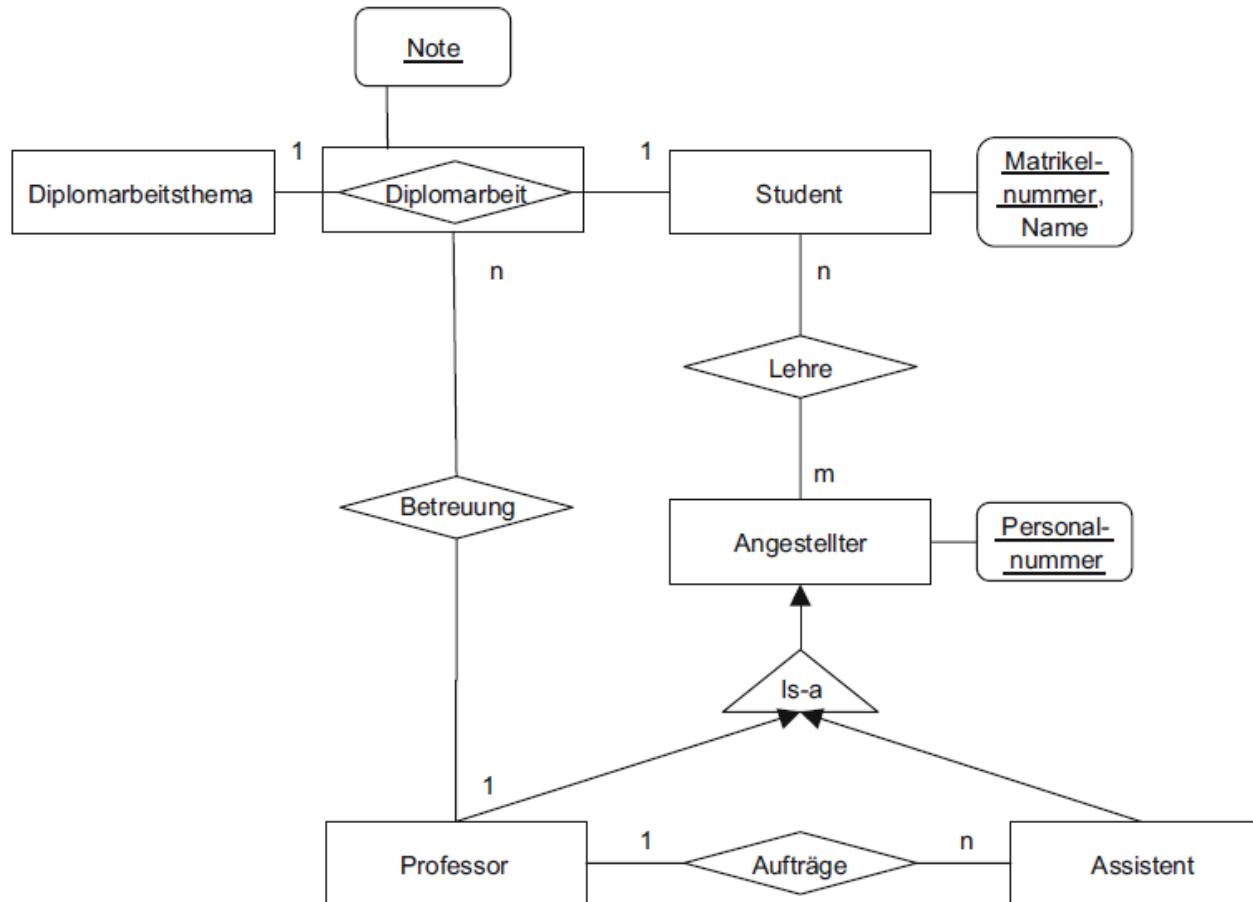 Note
1
1
Diplomarbeitsthema
Diplomarbeit
Student
Matrikel-
nummer,
Name
n
n
Lehre
m
Betreuung
Angestellter
Personal-
nummer
Is-a
1
Professor
1
Aufträge
n
Assistent